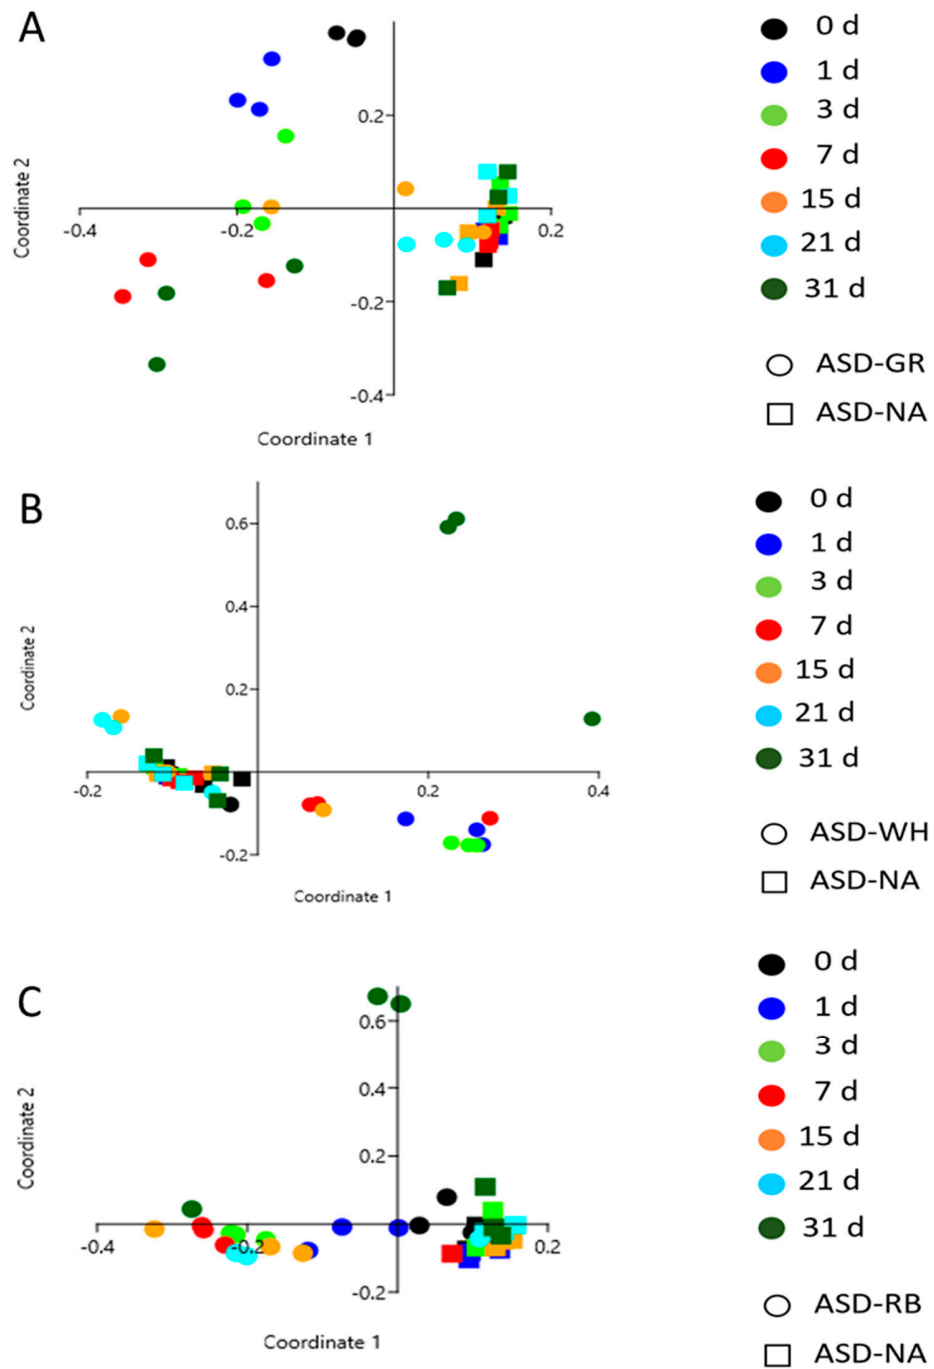 A
0 d
1 d
3 d
7 d
15 d
21 d
31 d
ASD-GR
ASD-NA
0.2
-0.4
-0.2
0.2
-0.2
-0.4
Coordinate 2
Coordinate 1
B
0 d
1 d
3 d
7 d
15 d
21 d
31 d
ASD-WH
ASD-NA
0.6
0.4
0.2
-0.2
0.2
0.4
-0.2
Coordinate 2
Coordinate 1
C
0 d
1 d
3 d
7 d
15 d
21 d
31 d
ASD-RB
ASD-NA
0.6
0.4
0.2
-0.4
-0.2
0.2
-0.2
Coordinate 2
Coordinate 1